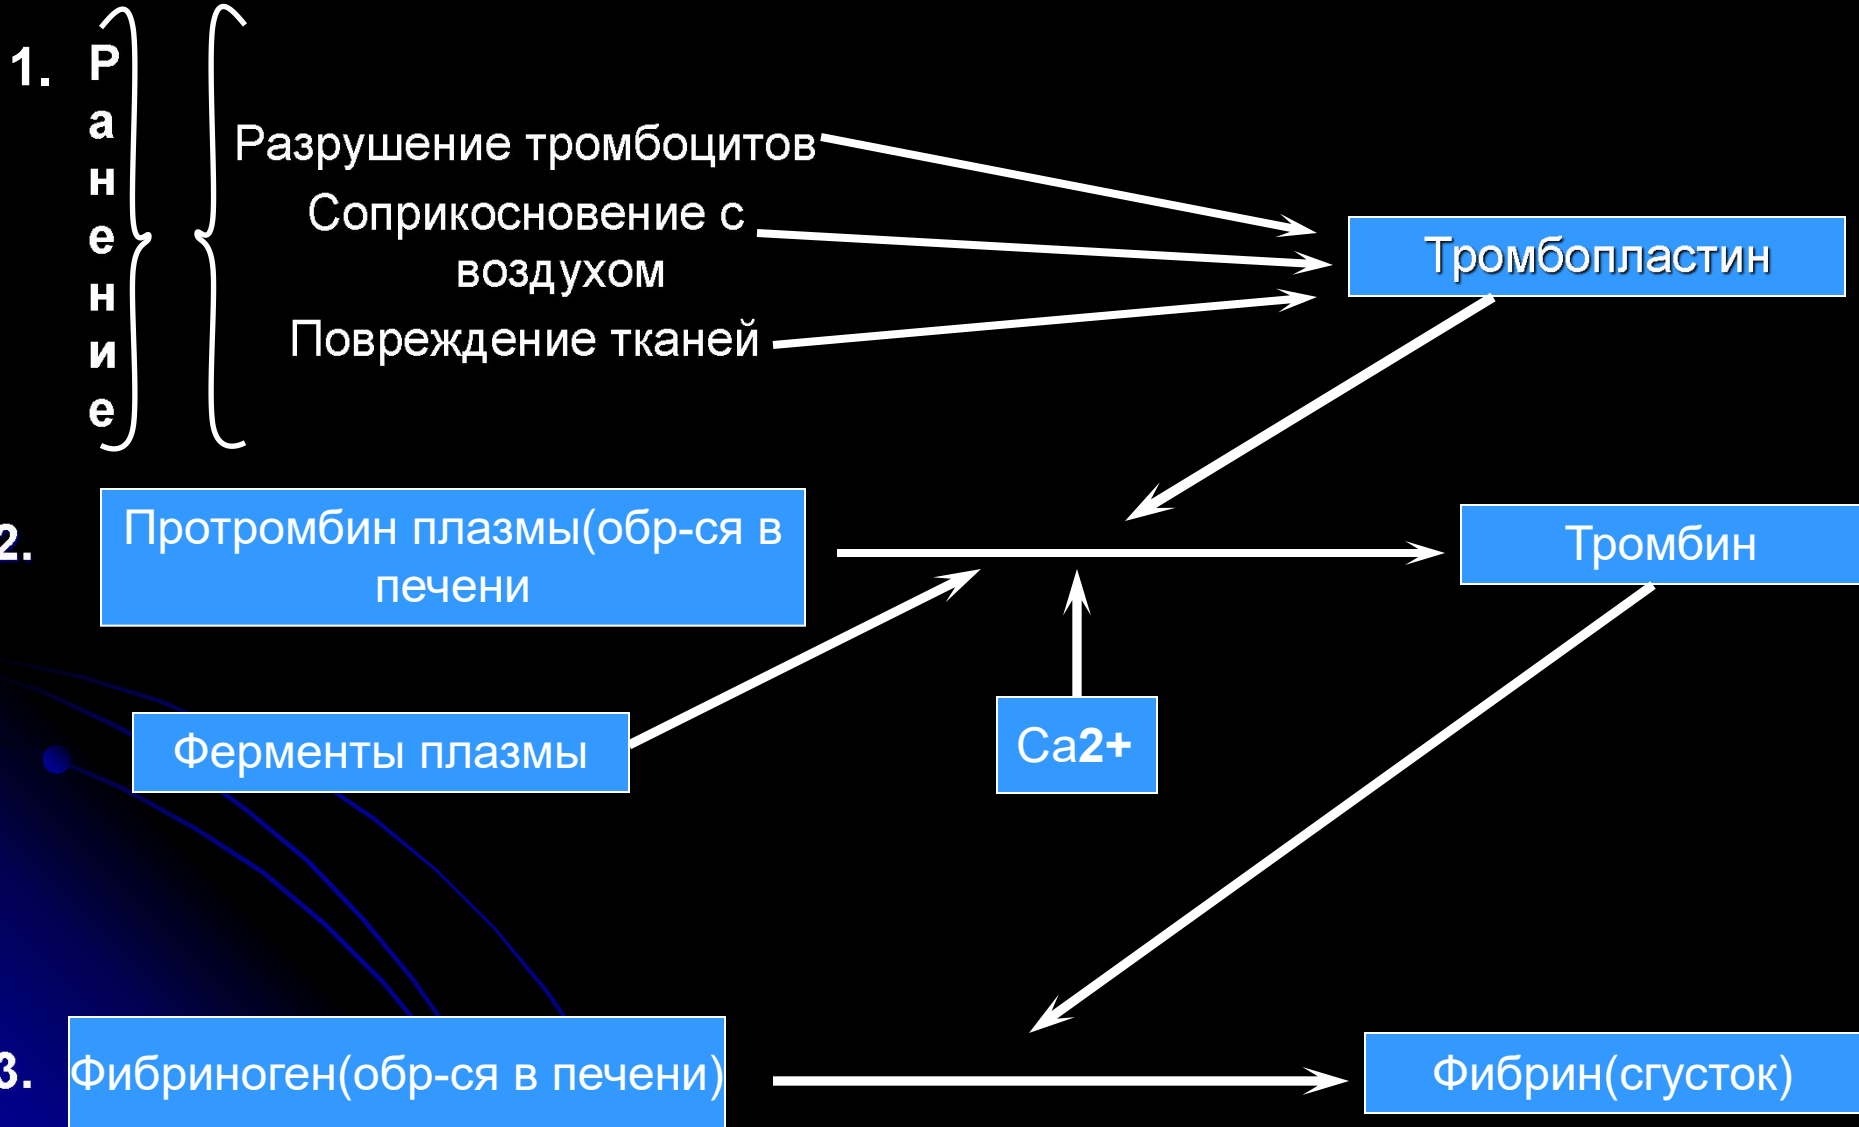 1.
Ранение
Разрушение тромбоцитов
Соприкосновение с
воздухом
Повреждение тканей
Тромбопластин
2.
Протромбин плазмы(обр-ся в
печени
Тромбин
Ферменты плазмы
Са2+
3.
Фибриноген(обр-ся в печени)
Фибрин(сгусток)